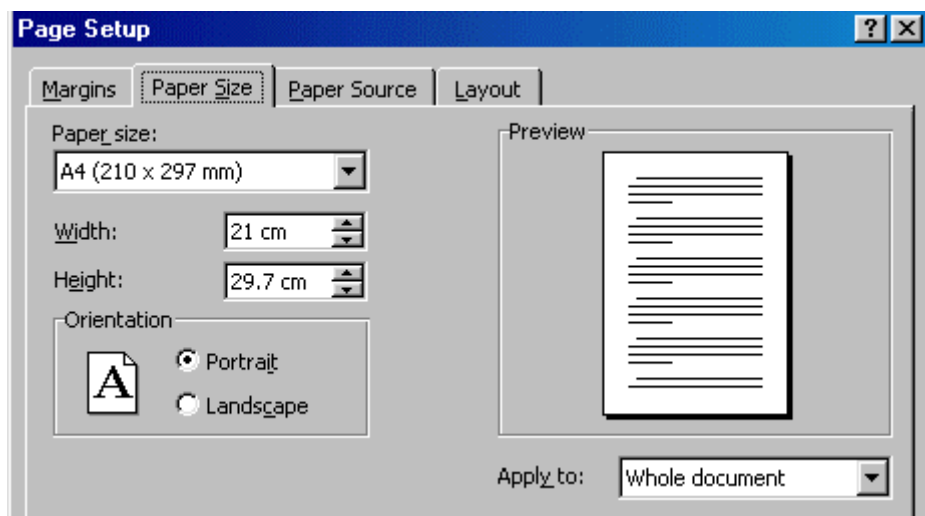 Page Setup
Margins Paper Size Paper Source Layout
Paper size:
A4 (210 x 297 mm)
Width: 21 cm
Height: 29.7 cm
Orientation
A
Portrait
Landscape
Preview
Apply to: Whole document